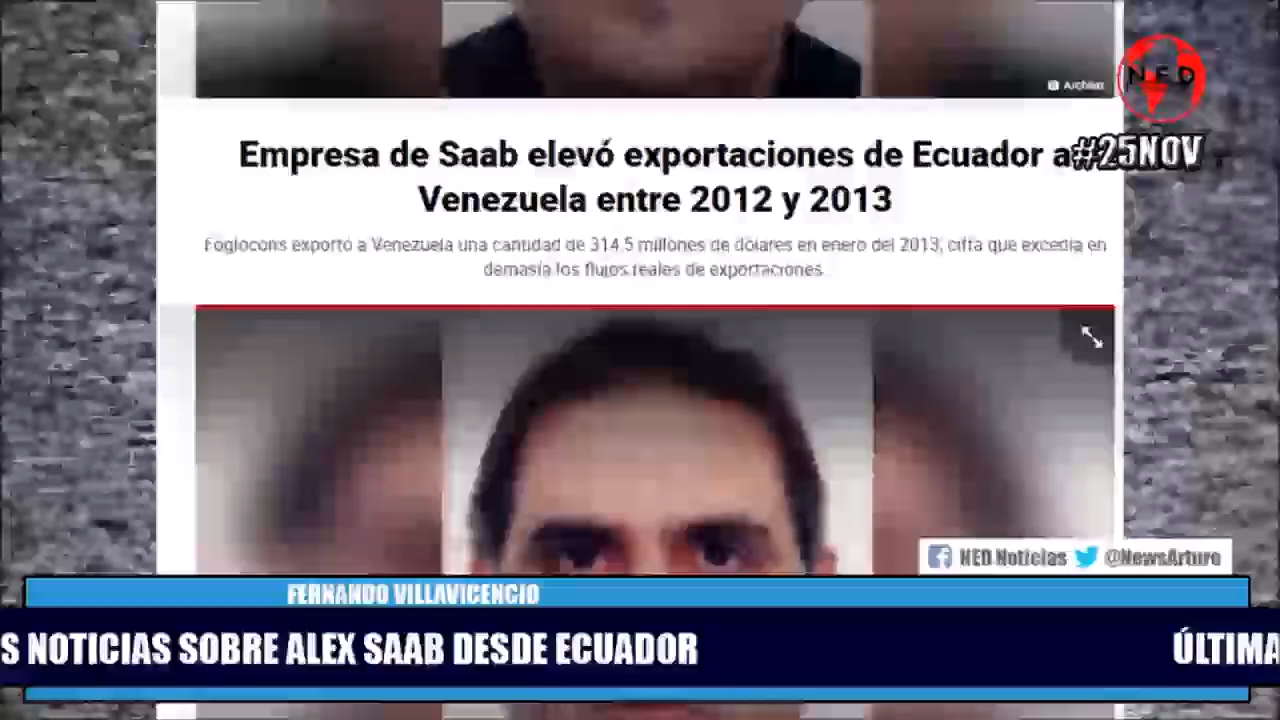 Archivo
NED
#25NOV
Empresa de Saab elevó exportaciones de Ecuador a
Venezuela entre 2012 y 2013
Foglocons exportó a Venezuela una cantidad de 314.5 millones de dólares en enero del 2013, cifra que excedía en
demasía los flujos reales de exportaciones.
NED Noticias @NewsArturo
FERNANDO VILLAVICENCIO
S NOTICIAS SOBRE ALEX SAAB DESDE ECUADOR
ÚLTIMA